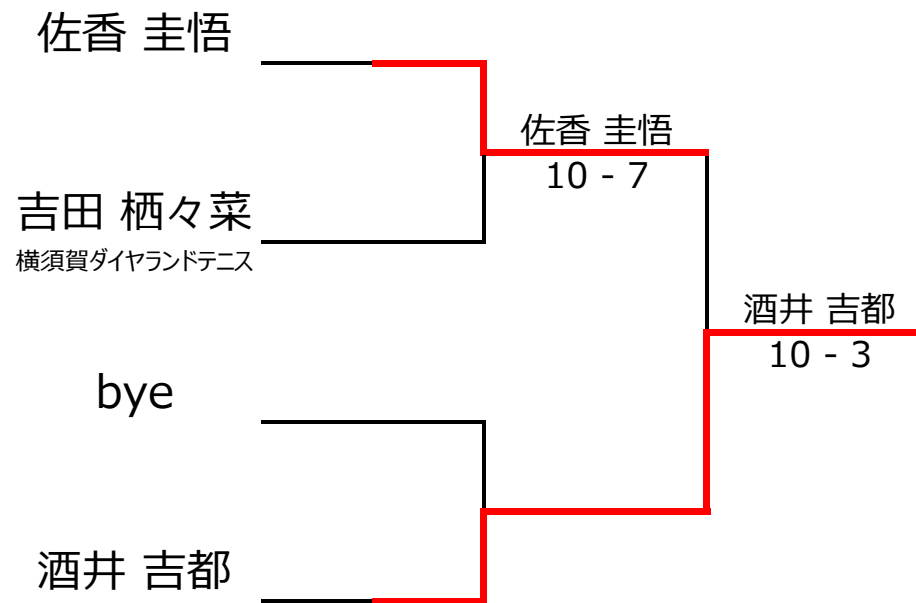 佐香 圭悟
佐香 圭悟
10 - 7
吉田 栖々菜
横須賀ダイヤランドテニス
酒井 吉都
10 - 3
bye
酒井 吉都